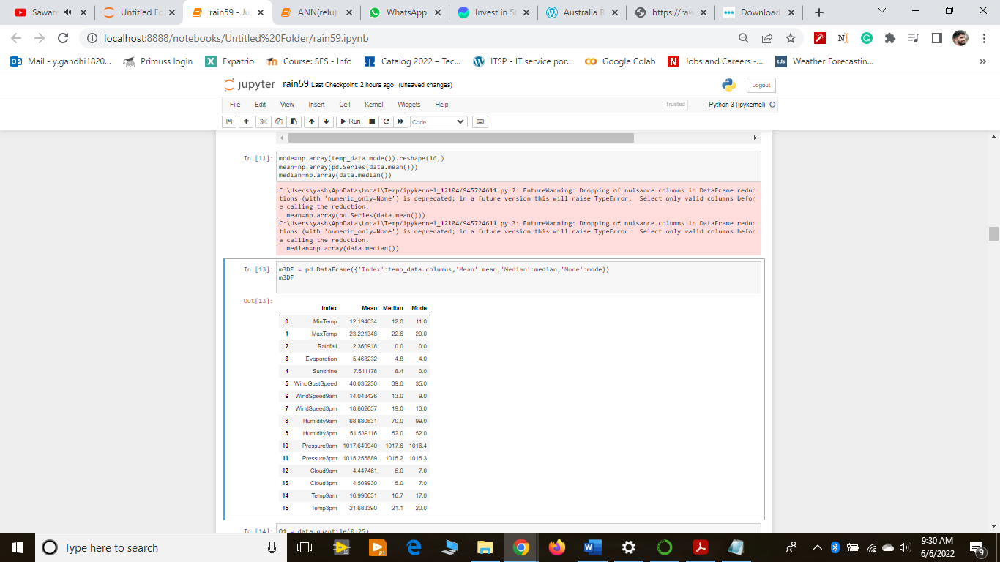 Saware
Untitled Fo
rain59 - Ju
ANN(relu)
WhatsApp
Invest in St
Australia R
https://raw
Download
localhost:8888/notebooks/Untitled%20Folder/rain59.ipynb
Mail - y.gandhi1820...
Primuss login
Expatrio
Course: SES - Info
Catalog 2022 – Tec...
ITSP - IT service por...
Google Colab
Jobs and Careers -...
Weather Forecastin...
»
jupyter rain59 Last Checkpoint: 2 hours ago (unsaved changes)
Logout
File Edit View Insert Cell Kernel Widgets Help
Trusted
Python 3 (ipykernel)
Run
Code
In [11]: mode=np.array(temp_data.mode()).reshape(16,)
mean=np.array(pd.Series(data.mean()))
median=np.array(data.median())
C:\Users\yash\AppData\Local\Temp/ipykernel_12104/945724611.py:2: FutureWarning: Dropping of nuisance columns in DataFrame reduc
tions (with 'numeric_only=None') is deprecated; in a future version this will raise TypeError.  Select only valid columns befor
e calling the reduction.
mean=np.array(pd.Series(data.mean()))
C:\Users\yash\AppData\Local\Temp/ipykernel_12104/945724611.py:3: FutureWarning: Dropping of nuisance columns in DataFrame reduc
tions (with 'numeric_only=None') is deprecated; in a future version this will raise TypeError.  Select only valid columns befor
e calling the reduction.
median=np.array(data.median())
In [13]: m3DF = pd.DataFrame({'Index':temp_data.columns,'Mean':mean,'Median':median,'Mode':mode})
m3DF
Out[13]:
Index Mean Median Mode
0 MinTemp 12.194034 12.0 11.0
1 MaxTemp 23.221348 22.6 20.0
2 Rainfall 2.360918 0.0 0.0
3 Evaporation 5.468232 4.8 4.0
4 Sunshine 7.611178 8.4 0.0
5 WindGustSpeed 40.035230 39.0 35.0
6 WindSpeed9am 14.043426 13.0 9.0
7 WindSpeed3pm 18.662657 19.0 13.0
8 Humidity9am 68.880831 70.0 99.0
9 Humidity3pm 51.539116 52.0 52.0
10 Pressure9am 1017.649940 1017.6 1016.4
11 Pressure3pm 1015.255889 1015.2 1015.3
12 Cloud9am 4.447461 5.0 7.0
13 Cloud3pm 4.509930 5.0 7.0
14 Temp9am 16.990631 16.7 17.0
15 Temp3pm 21.683390 21.1 20.0
In [14]: Q1 = data.quantile(0.25)
Type here to search
9:30 AM
6/6/2022
9